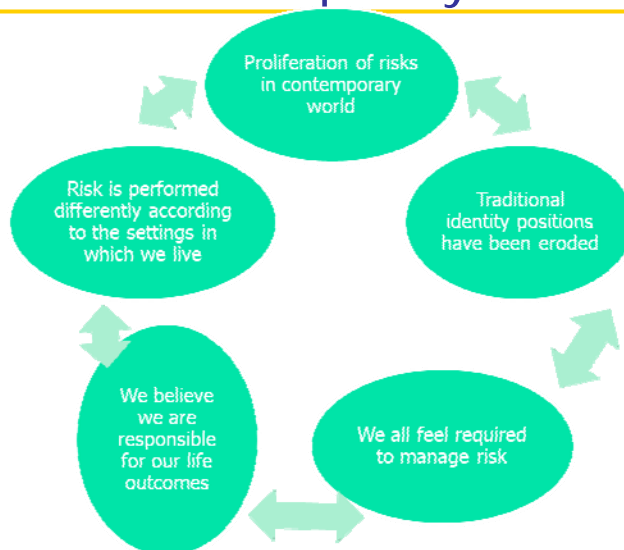 Proliferation of risks
in contemporary
world
Risk is performed
differently according
to the settings in
which we live
Traditional
identity positions
have been eroded
We believe
we are
responsible
for our life
outcomes
We all feel required
to manage risk